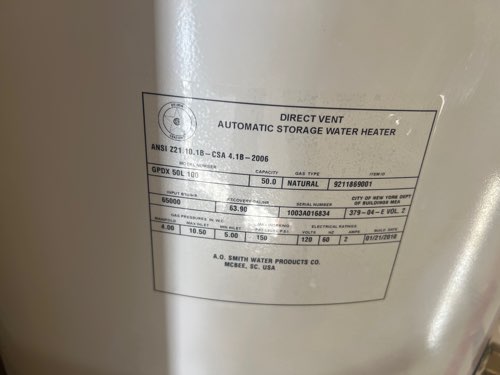 DIRECT VENT
AUTOMATIC STORAGE WATER HEATER
ANSI Z21.10.1B-CSA 4.1B-2006
MODEL NUMBER CAPACITY GAS TYPE ITEM ID
GPDX 50L 100 50.0 NATURAL 9211869001
INPUT BTU/HR. RECOVERY GAL/HR SERIAL NUMBER CITY OF NEW YORK DEPT OF BUILDINGS MEA
65000 63.90 1003A016834 379-04-E VOL. 2
GAS PRESSURES, IN. W.C. ELECTRICAL RATINGS
MANIFOLD MAX INLET MIN INLET VOLTS HZ AMPS BUILD DATE
4.00 10.50 5.00 150 120 60 2 01/21/2010
A.O. SMITH WATER PRODUCTS CO.
MCBEE, SC. USA